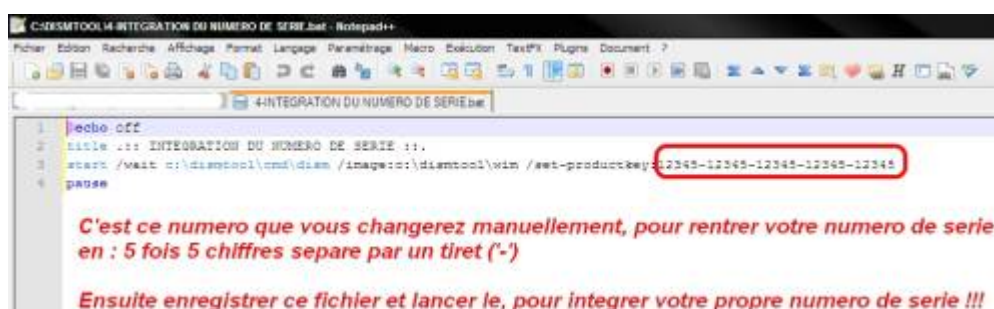 C:\DISMTOOL\4-INTEGRATION DU NUMERO DE SERIE.bat - Notepad++
Fichier Edition Recherche Affichage Format Langage Paramétrage Macro Exécution TextFX Plugins Document ?
4-INTEGRATION DU NUMERO DE SERIE.bat
1 @echo off
2 title .:: INTEGRATION DU NUMERO DE SERIE ::.
3 start /wait c:\dismtool\cmd\dism /image:c:\dismtool\wim /set-productkey:12345-12345-12345-12345-12345
4 pause
C'est ce numero que vous changerez manuellement, pour rentrer votre numero de serie
en : 5 fois 5 chiffres separe par un tiret ('-')
Ensuite enregistrer ce fichier et lancer le, pour integrer votre propre numero de serie !!!